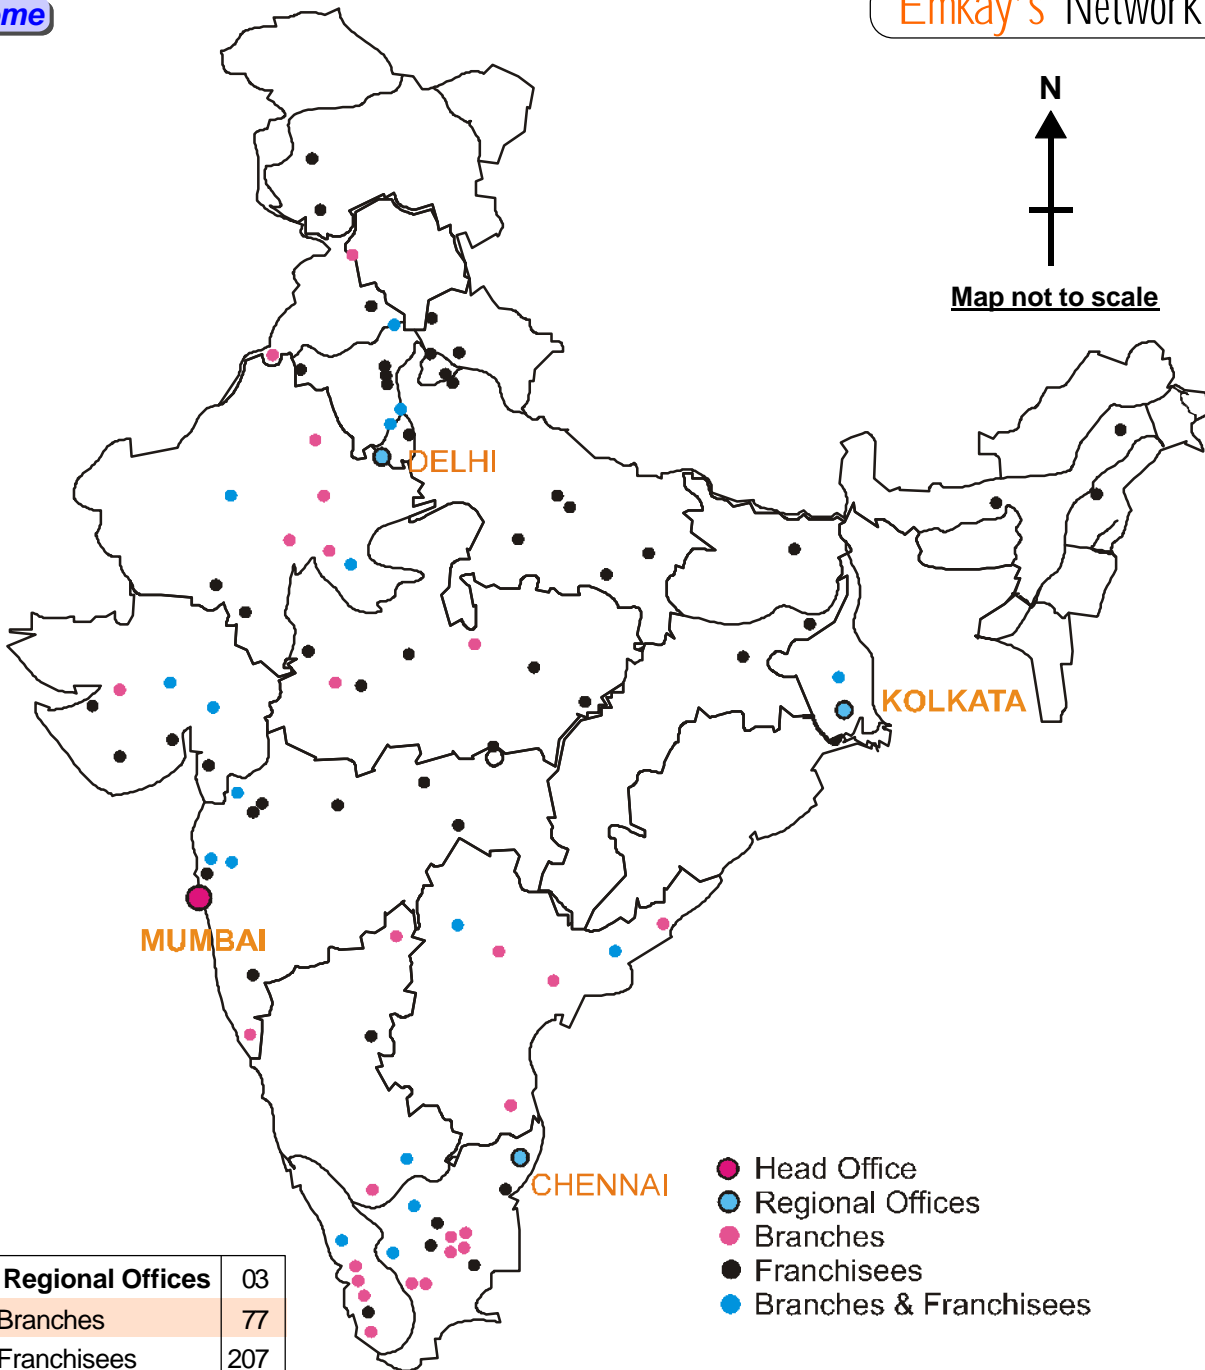 ome
Emkay's Network
N
Map not to scale
DELHI
KOLKATA
MUMBAI
CHENNAI
Head Office
Regional Offices
Branches
Franchisees
Branches & Franchisees
Regional Offices 03
Branches 77
Franchisees 207